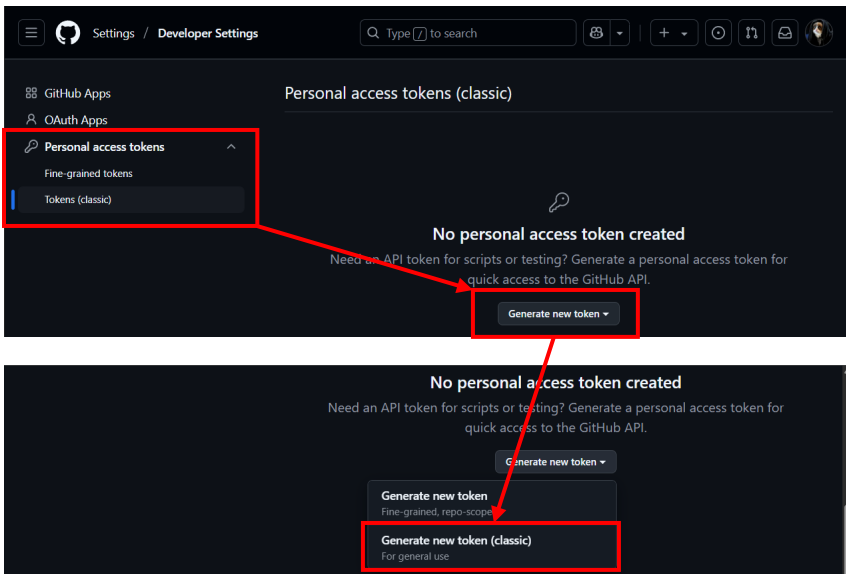 Settings / Developer Settings
Type / to search
GitHub Apps
OAuth Apps
Personal access tokens
Fine-grained tokens
Tokens (classic)
Personal access tokens (classic)
No personal access token created
Need an API token for scripts or testing? Generate a personal access token for
quick access to the GitHub API.
Generate new token
No personal access token created
Need an API token for scripts or testing? Generate a personal access token for
quick access to the GitHub API.
Generate new token
Generate new token
Fine-grained, repo-scope
Generate new token (classic)
For general use